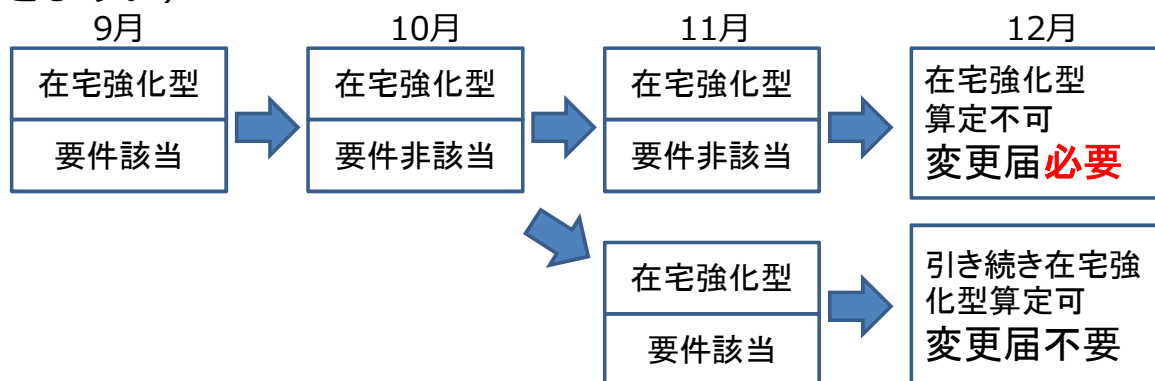 9月
10月
11月
12月
在宅強化型
要件該当
在宅強化型
要件非該当
在宅強化型
要件非該当
在宅強化型
算定不可
変更届必要
在宅強化型
要件該当
引き続き在宅強
化型算定可
変更届不要